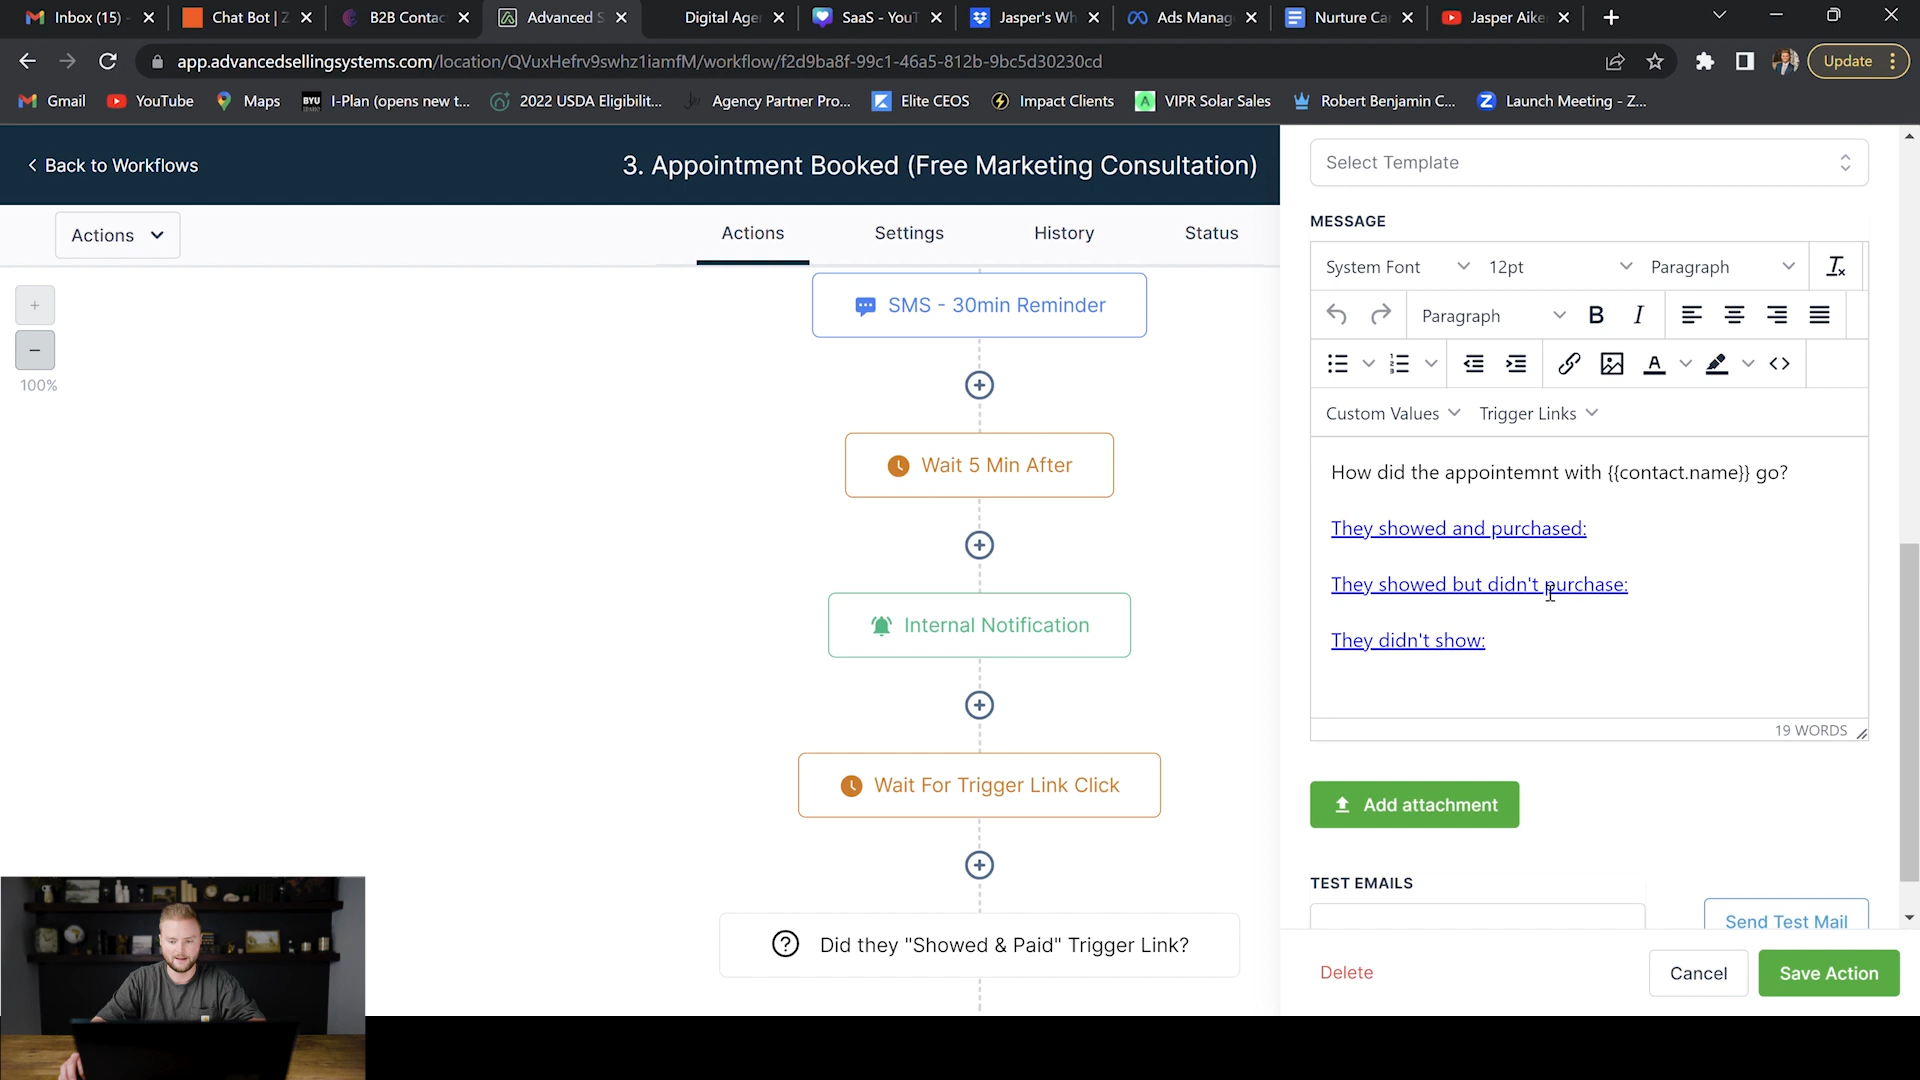 Inbox (15) -
Chat Bot | Z
B2B Contac
Advanced S
Digital Age
SaaS - YouT
Jasper's Wh
Ads Manag
Nurture Ca
Jasper Aike
app.advancedsellingsystems.com/location/QVuxHefrv9swhz1iamfM/workflow/f2d9ba8f-99c1-46a5-812b-9bc5d30230cd
Update
Gmail
YouTube
Maps
BYU
I-Plan (opens new t...
2022 USDA Eligibilit...
Agency Partner Pro...
Elite CEOS
Impact Clients
VIPR Solar Sales
Robert Benjamin C...
Launch Meeting - Z...
Back to Workflows
3. Appointment Booked (Free Marketing Consultation)
Actions
Actions
Settings
History
Status
+
−
100%
SMS - 30min Reminder
Wait 5 Min After
Internal Notification
Wait For Trigger Link Click
Did they "Showed & Paid" Trigger Link?
Select Template
MESSAGE
System Font
12pt
Paragraph
Paragraph
B
I
Custom Values
Trigger Links
How did the appointemnt with {{contact.name}} go?
They showed and purchased:
They showed but didn't purchase:
They didn't show:
19 WORDS
Add attachment
TEST EMAILS
Send Test Mail
Delete
Cancel
Save Action